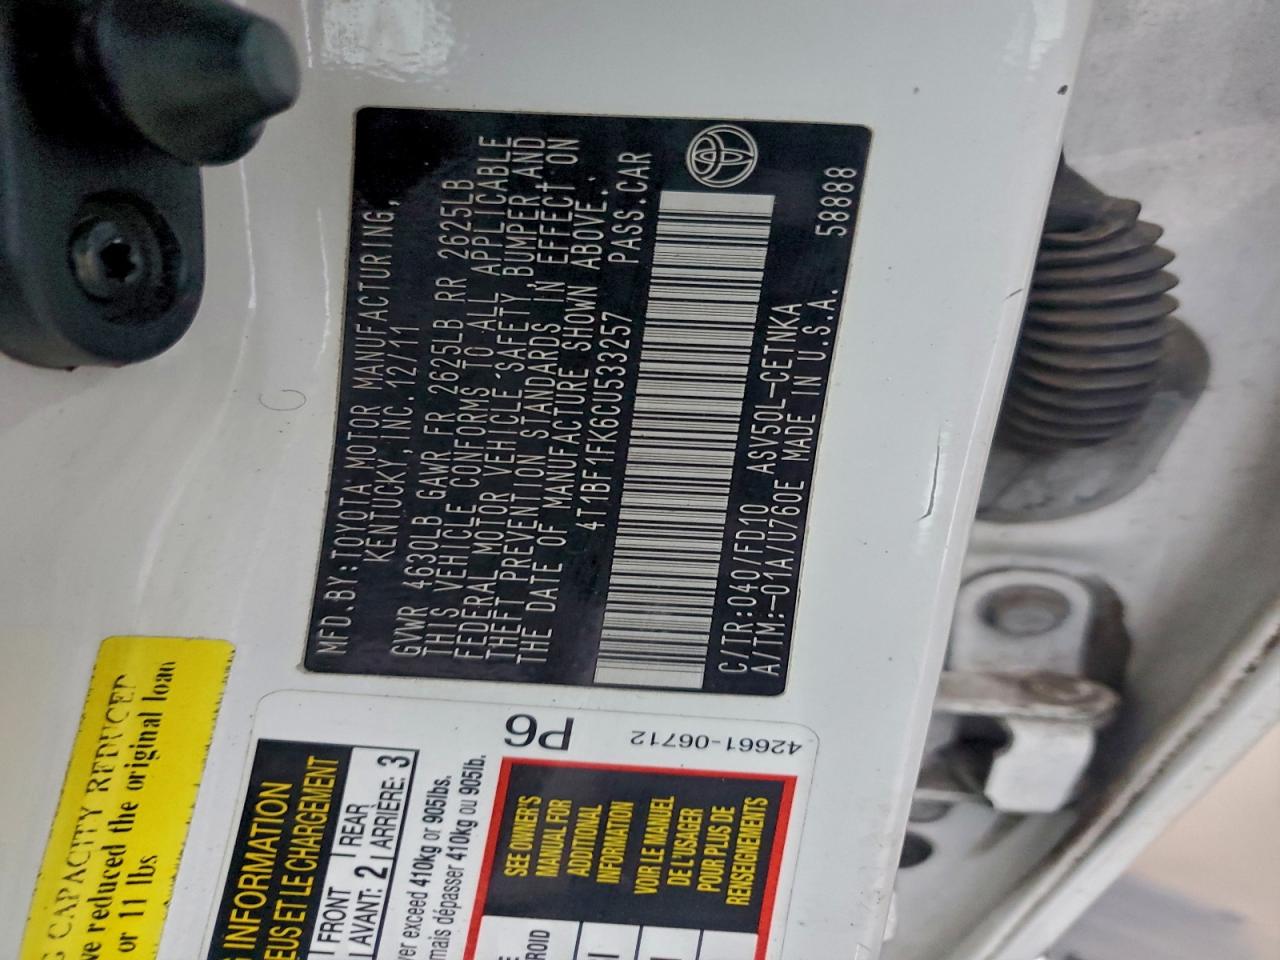 MFD.BY:TOYOTA MOTOR MANUFACTURING,
KENTUCKY,INC. 12/11
GVWR 4630LB GAWR FR 2625LB RR 2625LB
THIS VEHICLE CONFORMS TO ALL APPLICABLE
FEDERAL MOTOR VEHICLE SAFETY,BUMPER AND
THEFT PREVENTION STANDARDS IN EFFECT ON
THE DATE OF MANUFACTURE SHOWN ABOVE.
4T1BF1FK6CU533257 PASS.CAR
C/TR:040/FD10 ASV50L-CETNKA
A/TM:-01A/U760E MADE IN U.S.A. 58888
CAPACITY REDUCED
reduced the original load
or 11 lbs
INFORMATION
ET LE CHARGEMENT
FRONT 1 REAR
AVANT: 2 ARRIÈRE: 3
exceed 410kg or 905lbs.
dépasser 410kg ou 905lb.
P6
42661-06712
SEE OWNER'S
MANUAL FOR
ADDITIONAL
INFORMATION
VOIR LE MANUEL
DE L'USAGER
POUR PLUS DE
RENSEIGNEMENTS